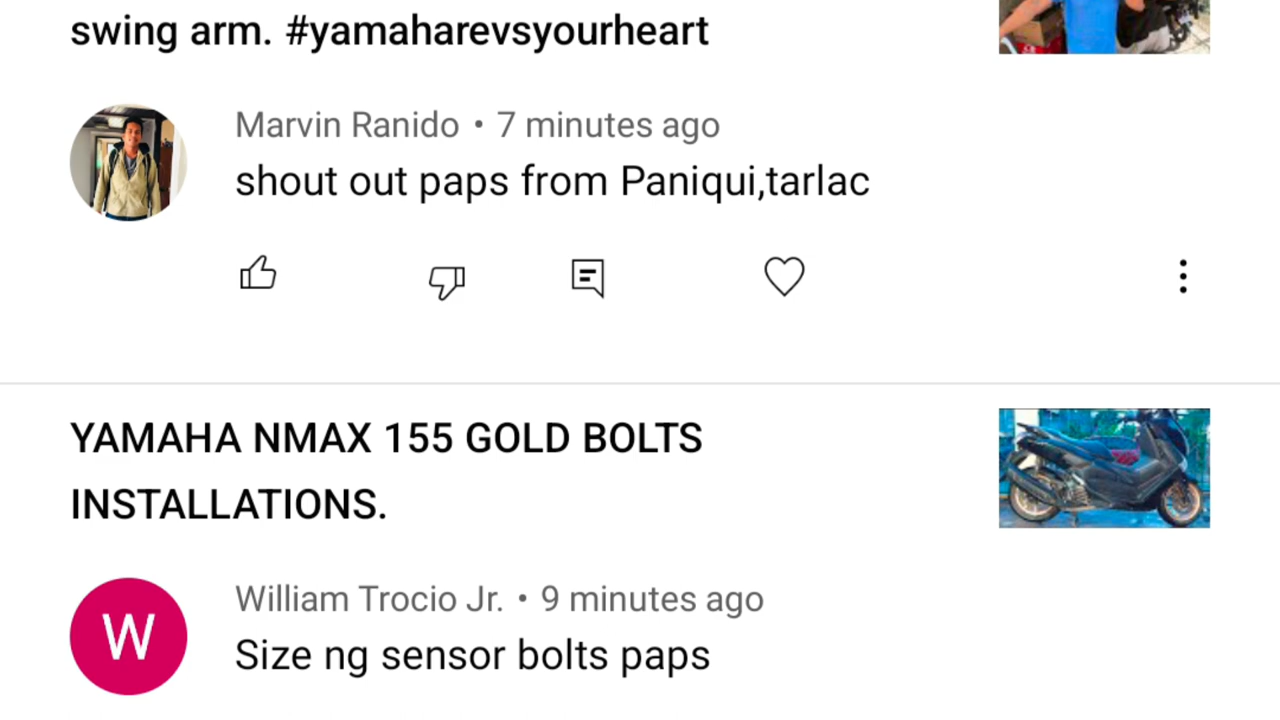 swing arm. #yamaharevsyourheart
Marvin Ranido • 7 minutes ago
shout out paps from Paniqui,tarlac
YAMAHA NMAX 155 GOLD BOLTS
INSTALLATIONS.
W
William Trocio Jr. • 9 minutes ago
Size ng sensor bolts paps